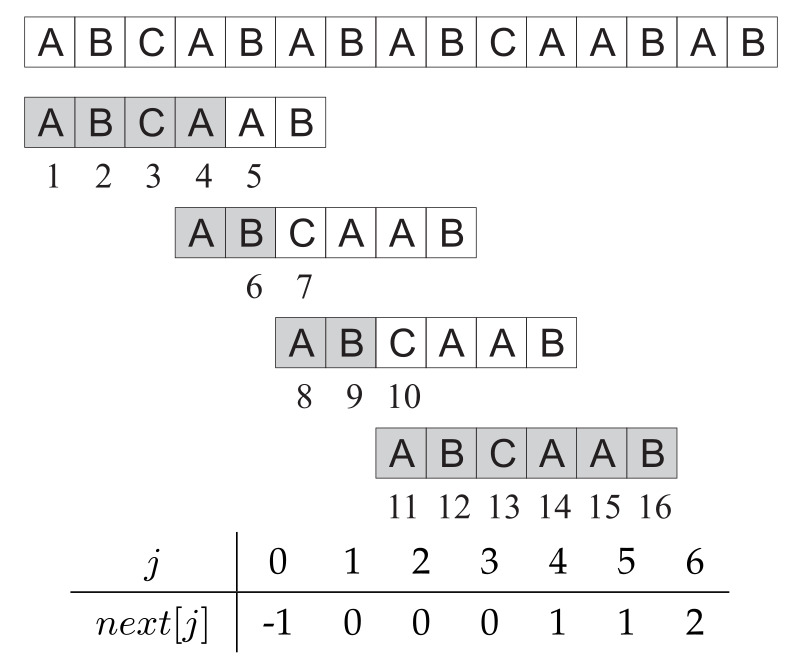 A B C A B A B A B C A A B A B
A B C A A B
1 2 3 4 5
A B C A A B
6 7
A B C A A B
8 9 10
A B C A A B
11 12 13 14 15 16
j 0 1 2 3 4 5 6
next[j] -1 0 0 0 1 1 2